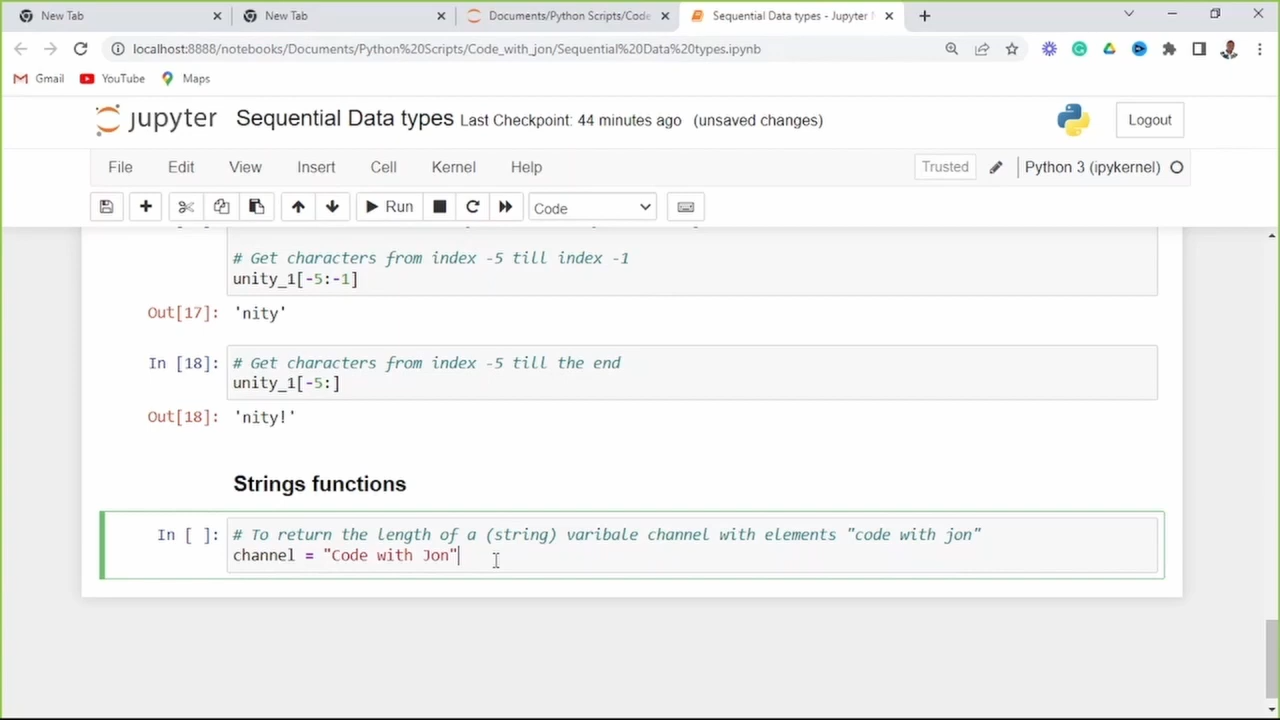 New Tab
New Tab
Documents/Python Scripts/Code
Sequential Data types - Jupyter
localhost:8888/notebooks/Documents/Python%20Scripts/Code_with_jon/Sequential%20Data%20types.ipynb
Gmail YouTube Maps
jupyter Sequential Data types Last Checkpoint: 44 minutes ago (unsaved changes)
Logout
File Edit View Insert Cell Kernel Help
Trusted Python 3 (ipykernel)
Run Code
# Get characters from index -5 till index -1
unity_1[-5:-1]
Out[17]: 'nity'
In [18]: # Get characters from index -5 till the end
unity_1[-5:]
Out[18]: 'nity!'
Strings functions
In [ ]: # To return the length of a (string) varibale channel with elements "code with jon"
channel = "Code with Jon"